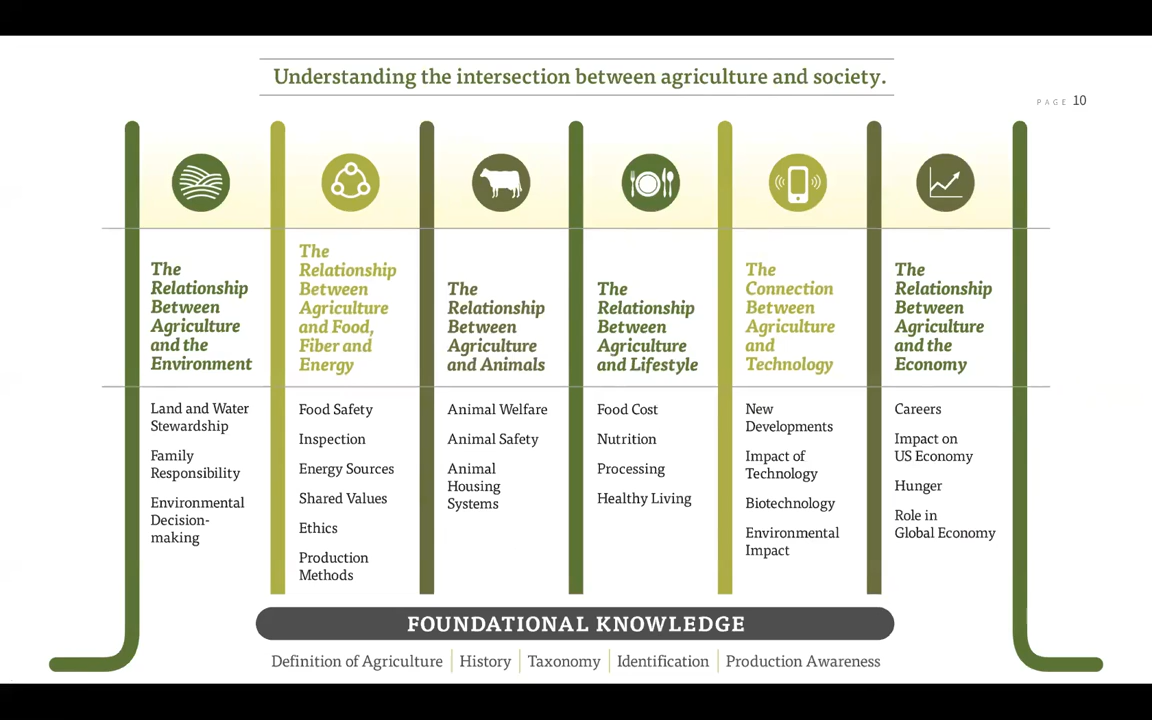 Understanding the intersection between agriculture and society.
PAGE 10
The
Relationship
Between
Agriculture
and the
Environment
The
Relationship
Between
Agriculture
and Food,
Fiber and
Energy
The
Relationship
Between
Agriculture
and Animals
The
Relationship
Between
Agriculture
and Lifestyle
The
Connection
Between
Agriculture
and
Technology
The
Relationship
Between
Agriculture
and the
Economy
Land and Water
Stewardship
Family
Responsibility
Environmental
Decision-
making
Food Safety
Inspection
Energy Sources
Shared Values
Ethics
Production
Methods
Animal Welfare
Animal Safety
Animal
Housing
Systems
Food Cost
Nutrition
Processing
Healthy Living
New
Developments
Impact of
Technology
Biotechnology
Environmental
Impact
Careers
Impact on
US Economy
Hunger
Role in
Global Economy
FOUNDATIONAL KNOWLEDGE
Definition of Agriculture | History | Taxonomy | Identification | Production Awareness